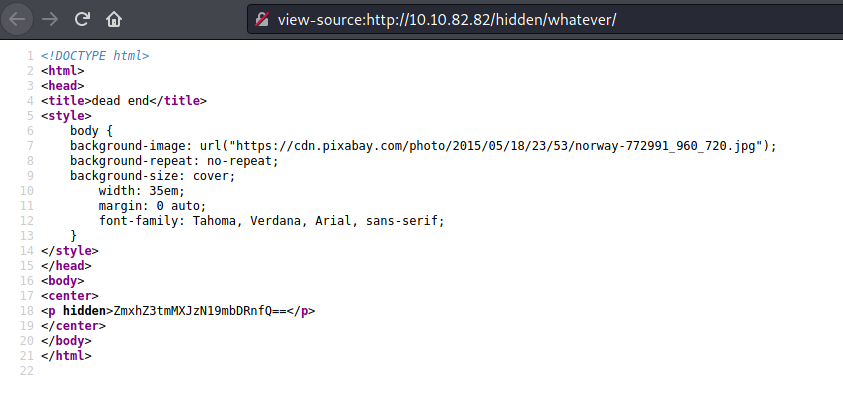 view-source:http://10.10.82.82/hidden/whatever/
1 <!DOCTYPE html>
2 <html>
3 <head>
4 <title>dead end</title>
5 <style>
6 body {
7 background-image: url("https://cdn.pixabay.com/photo/2015/05/18/23/53/norway-772991_960_720.jpg");
8 background-repeat: no-repeat;
9 background-size: cover;
10 width: 35em;
11 margin: 0 auto;
12 font-family: Tahoma, Verdana, Arial, sans-serif;
13 }
14 </style>
15 </head>
16 <body>
17 <center>
18 <p hidden>ZmxhZ3tmMXJzN19mbDRnfQ==</p>
19 </center>
20 </body>
21 </html>
22